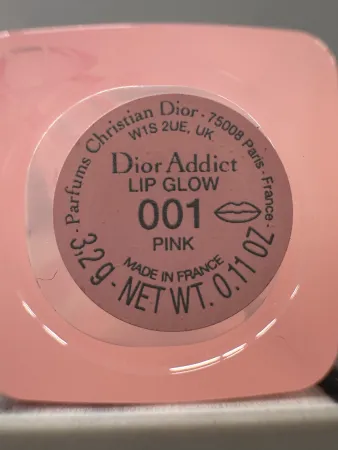 Parfums Christian Dior · 75008 Paris · France ·
W1S 2UE, UK
Dior Addict
LIP GLOW
001
PINK
MADE IN FRANCE
3,2 g - NET WT. 0.11 OZ